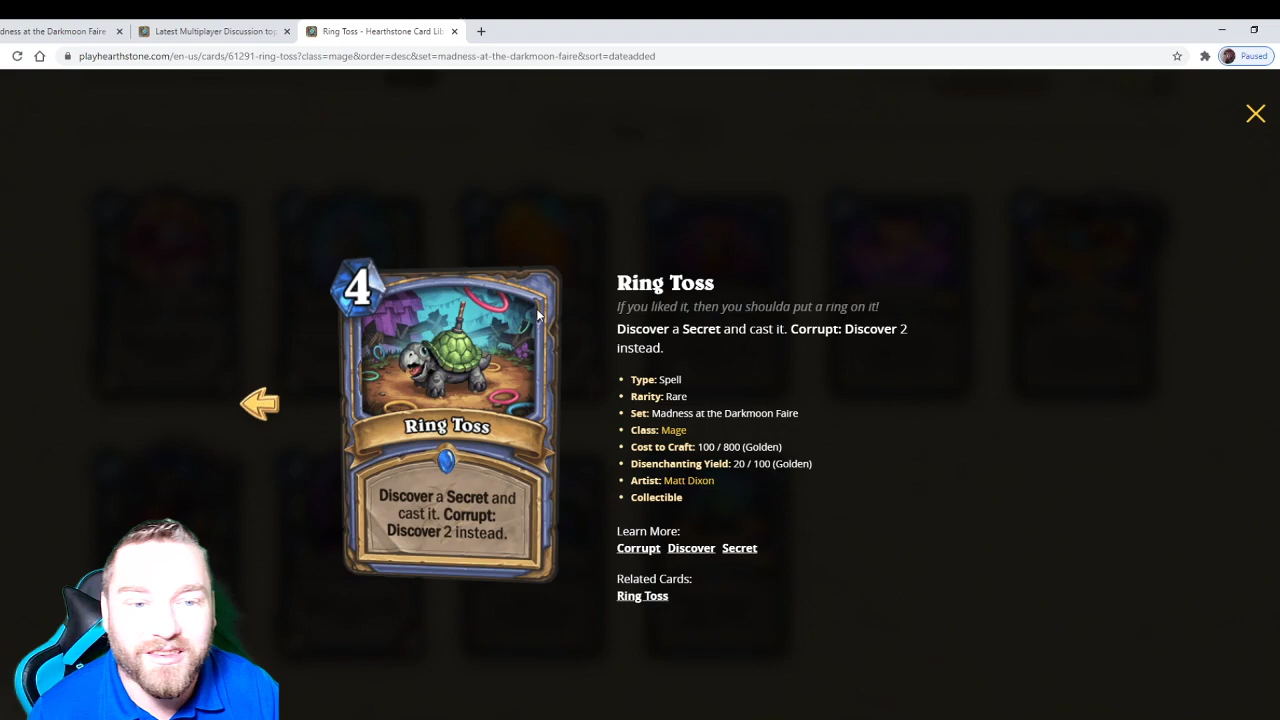 dness at the Darkmoon Faire
Latest Multiplayer Discussion top
Ring Toss - Hearthstone Card Lib
playhearthstone.com/en-us/cards/61291-ring-toss?class=mage&order=desc&set=madness-at-the-darkmoon-faire&sort=dateadded
Paused
4
Ring Toss
Discover a Secret and
cast it. Corrupt:
Discover 2 instead.
Ring Toss
If you liked it, then you shoulda put a ring on it!
Discover a Secret and cast it. Corrupt: Discover 2
instead.
Type: Spell
Rarity: Rare
Set: Madness at the Darkmoon Faire
Class: Mage
Cost to Craft: 100 / 800 (Golden)
Disenchanting Yield: 20 / 100 (Golden)
Artist: Matt Dixon
Collectible
Learn More:
Corrupt Discover Secret
Related Cards:
Ring Toss